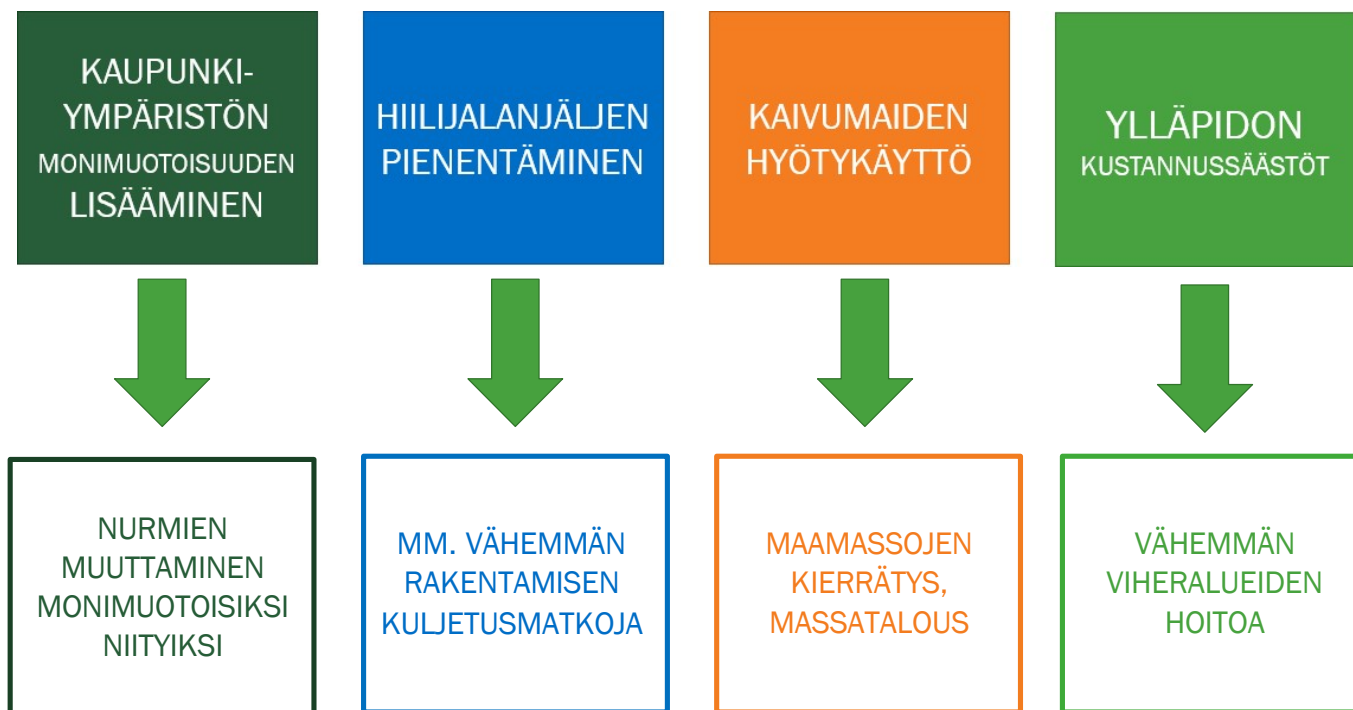 KAUPUNKI-
YMPÄRISTÖN
MONIMUOTOISUUDEN
LISÄÄMINEN
HIILIJALANJÄLJEN
PIENENTÄMINEN
KAIVUMAIDEN
HYÖTYKÄYTTÖ
YLLÄPIDON
KUSTANNUSSÄÄSTÖT
NURMIEN
MUUTTAMINEN
MONIMUOTOISIKSI
NIITYIKSI
MM. VÄHEMMÄN
RAKENTAMISEN
KULJETUSMATKOJA
MAAMASSOJEN
KIERRÄTYS,
MASSATALOUS
VÄHEMMÄN
VIHERALUEIDEN
HOITOA